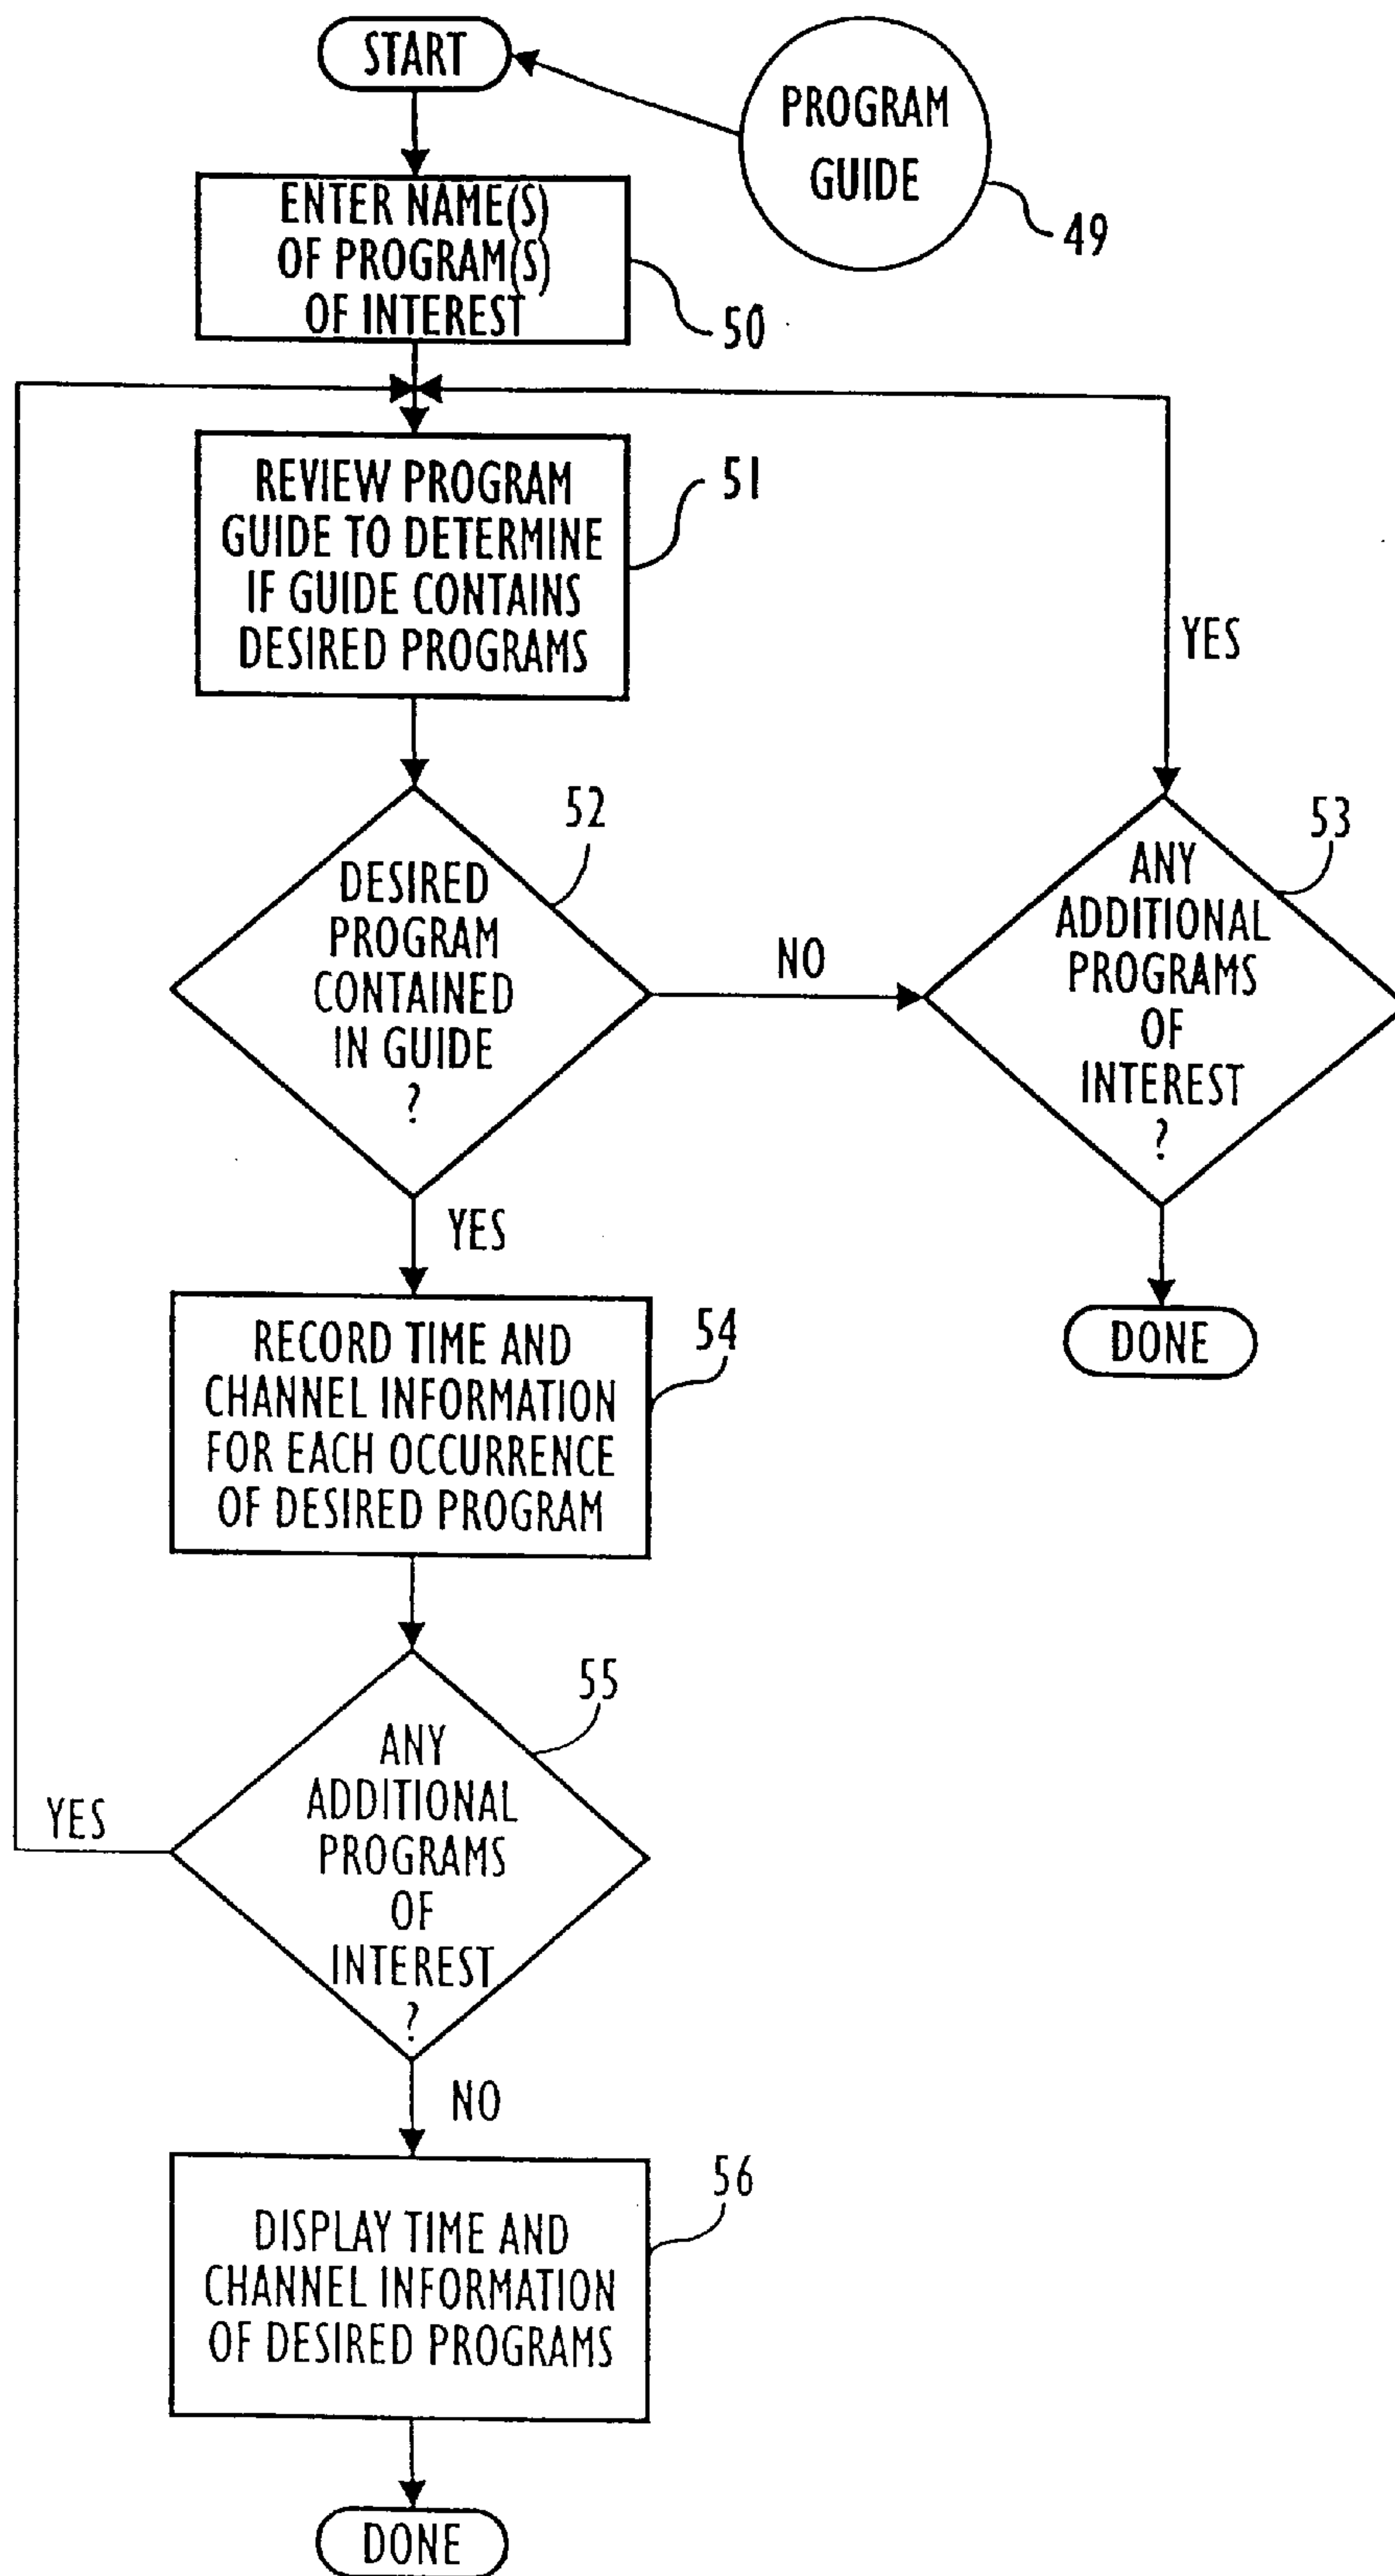 START
PROGRAM
GUIDE
49
ENTER NAME(S)
OF PROGRAM(S)
OF INTEREST
50
REVIEW PROGRAM
GUIDE TO DETERMINE
IF GUIDE CONTAINS
DESIRED PROGRAMS
51
YES
DESIRED
PROGRAM
CONTAINED
IN GUIDE
?
52
NO
ANY
ADDITIONAL
PROGRAMS
OF
INTEREST
?
53
YES
DONE
RECORD TIME AND
CHANNEL INFORMATION
FOR EACH OCCURRENCE
OF DESIRED PROGRAM
54
ANY
ADDITIONAL
PROGRAMS
OF
INTEREST
?
55
YES
NO
DISPLAY TIME AND
CHANNEL INFORMATION
OF DESIRED PROGRAMS
56
DONE